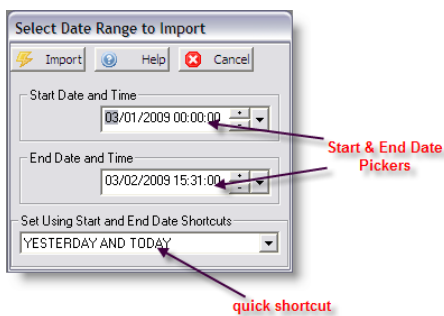 Select Date Range to Import
Import Help Cancel
Start Date and Time
03/01/2009 00:00:00
Start & End Date
Pickers
End Date and Time
03/02/2009 15:31:00
Set Using Start and End Date Shortcuts
YESTERDAY AND TODAY
quick shortcut